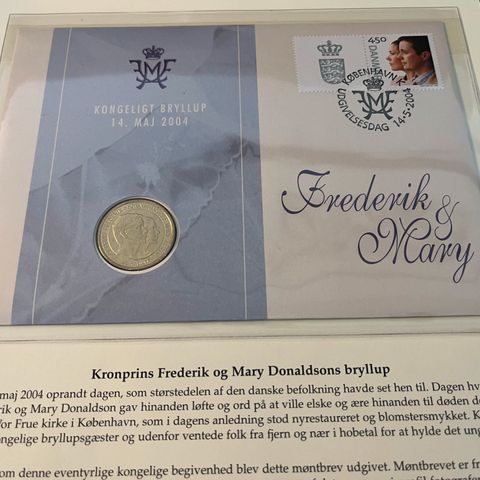 KONGELIGT BRYLLUP
14. MAJ 2004
450
DANMARK
KØBENHAVN K
UDGIVELSESDAG 14-5-2004
Frederik
&
Mary
Kronprins Frederik og Mary Donaldsons bryllup
maj 2004 oprandt dagen, som størstedelen af den danske befolkning havde set hen til. Dagen hv
rik og Mary Donaldson gav hinanden løfte og ord på at ville elske og ære hinanden til døden de
Vor Frue kirke i København, som i dagens anledning stod nyrestaureret og blomstersmykket. K
ongelige bryllupsgæster og udenfor ventede folk fra fjern og nær i hobetal for at hylde det ung
om denne eventyrlige kongelige begivenhed blev dette møntbrev udgivet. Møntbrevet er fr